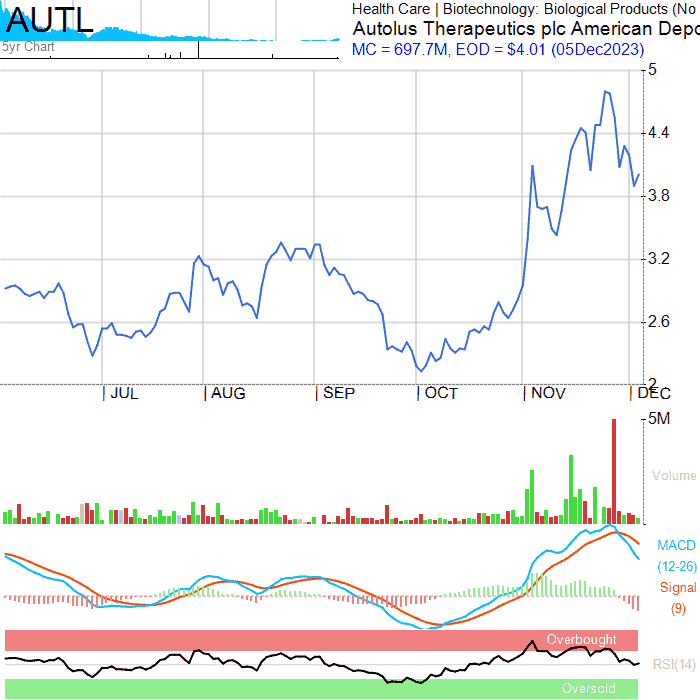 AUTL
5yr Chart
Health Care | Biotechnology: Biological Products (No
Autolus Therapeutics plc American Depo
MC = 697.7M, EOD = $4.01 (05Dec2023)
5
4.4
3.8
3.2
2.6
2
JUL
AUG
SEP
OCT
NOV
DEC
5M
Volume
MACD
(12-26)
Signal
(9)
Overbought
RSI(14)
Oversold